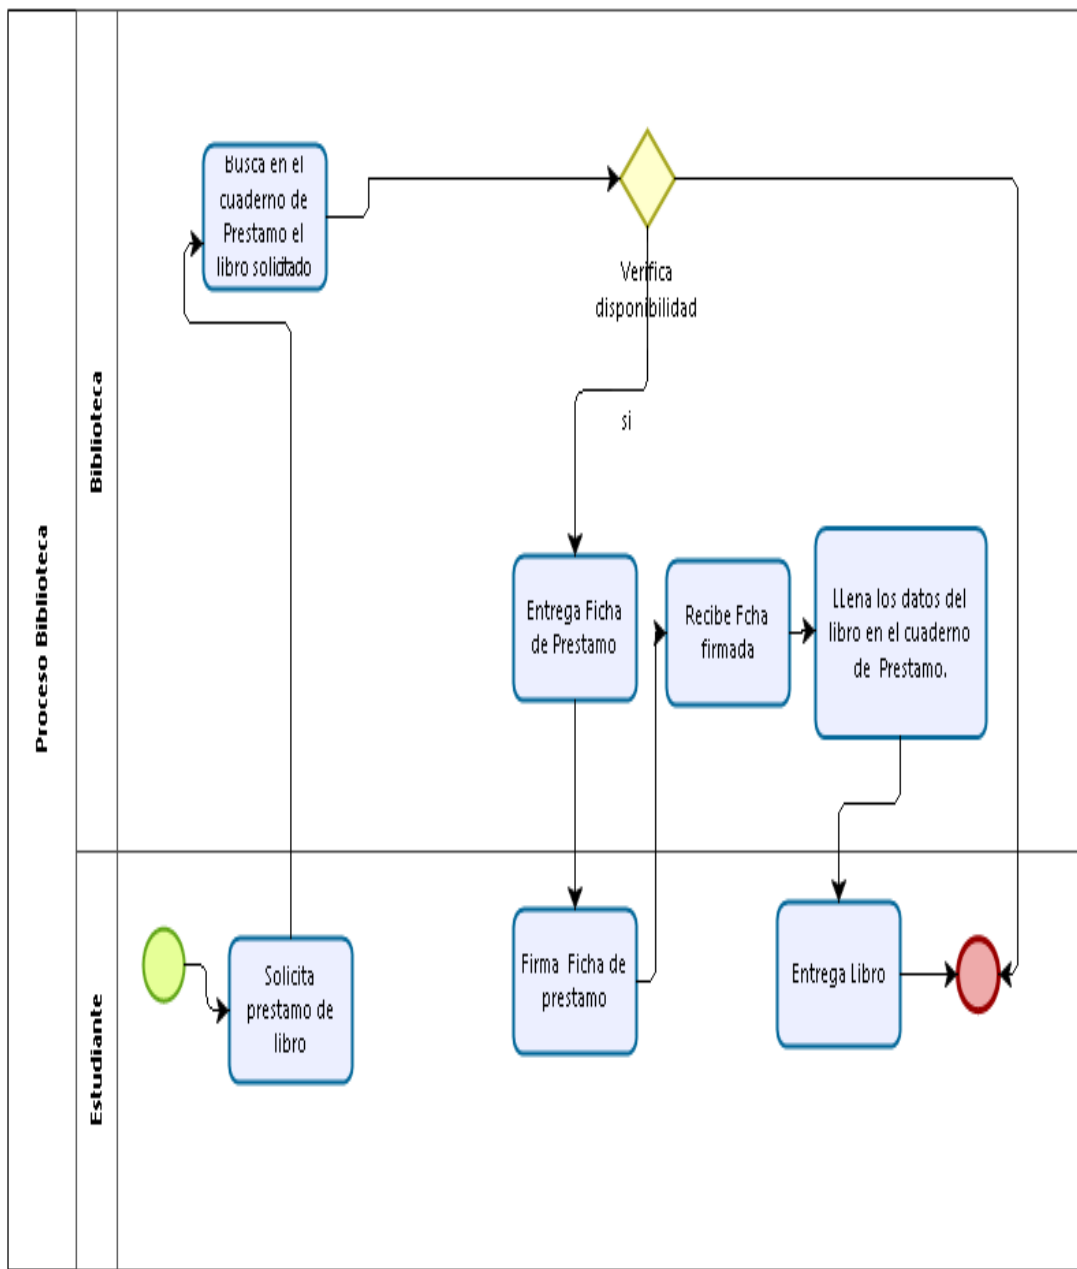 Proceso Biblioteca
Biblioteca
Busca en el
cuaderno de
Prestamo el
libro solicitado
Verifica
disponibilidad
si
Entrega Ficha
de Prestamo
Recibe Fcha
firmada
LLena los datos del
libro en el cuaderno
de Prestamo.
Estudiante
Solicita
prestamo de
libro
Firma Ficha de
prestamo
Entrega Libro